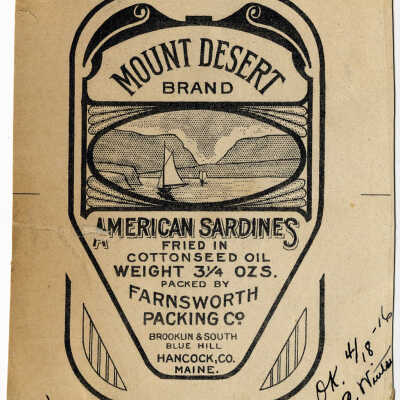 MOUNT DESERT
BRAND
AMERICAN SARDINES
FRIED IN
COTTONSEED OIL
WEIGHT 3¼ OZS.
PACKED BY
FARNSWORTH
PACKING Cº
BROOKLIN & SOUTH
BLUE HILL
HANCOCK, CO.
MAINE.
OK. 4/18-16